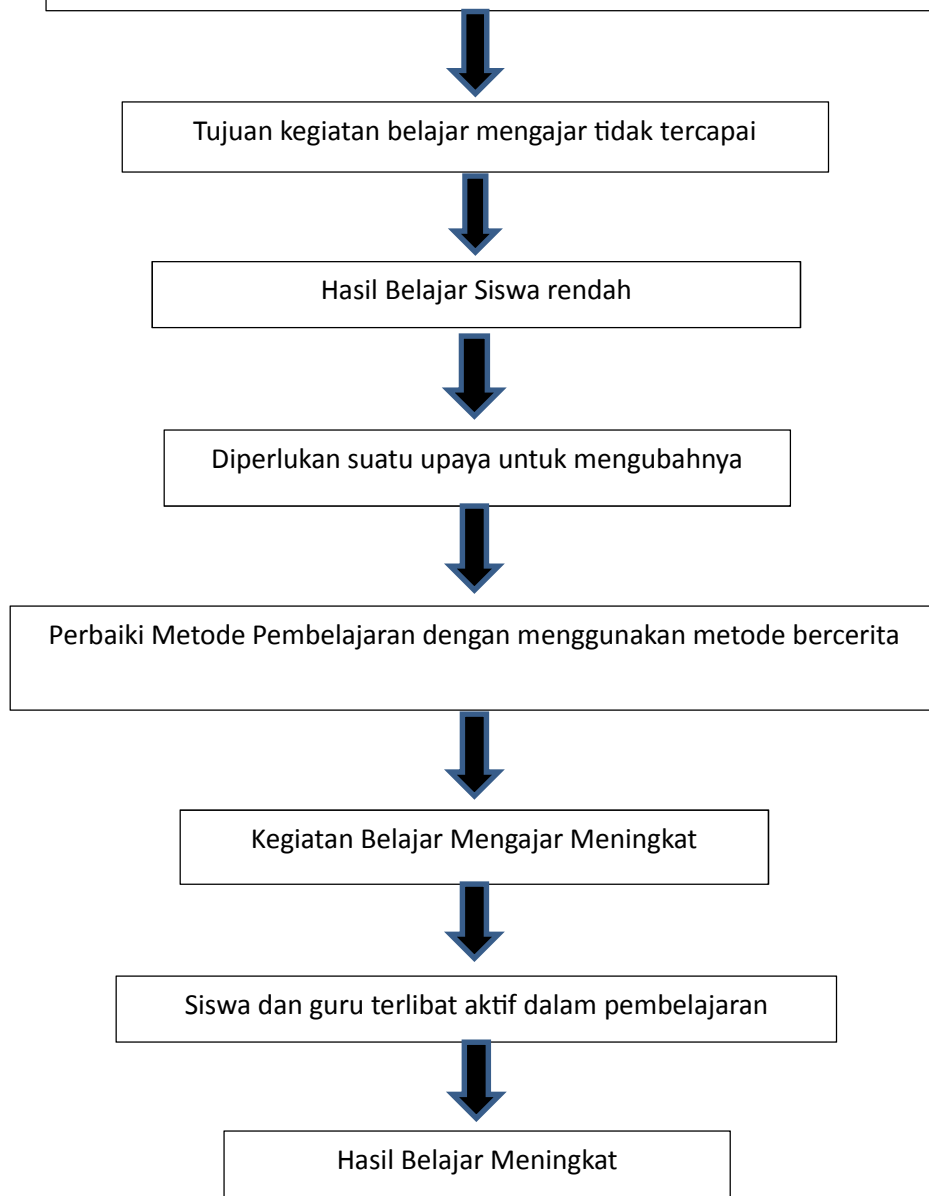 Tujuan kegiatan belajar mengajar tidak tercapai
Hasil Belajar Siswa rendah
Diperlukan suatu upaya untuk mengubahnya
Perbaiki Metode Pembelajaran dengan menggunakan metode bercerita
Kegiatan Belajar Mengajar Meningkat
Siswa dan guru terlibat aktif dalam pembelajaran
Hasil Belajar Meningkat